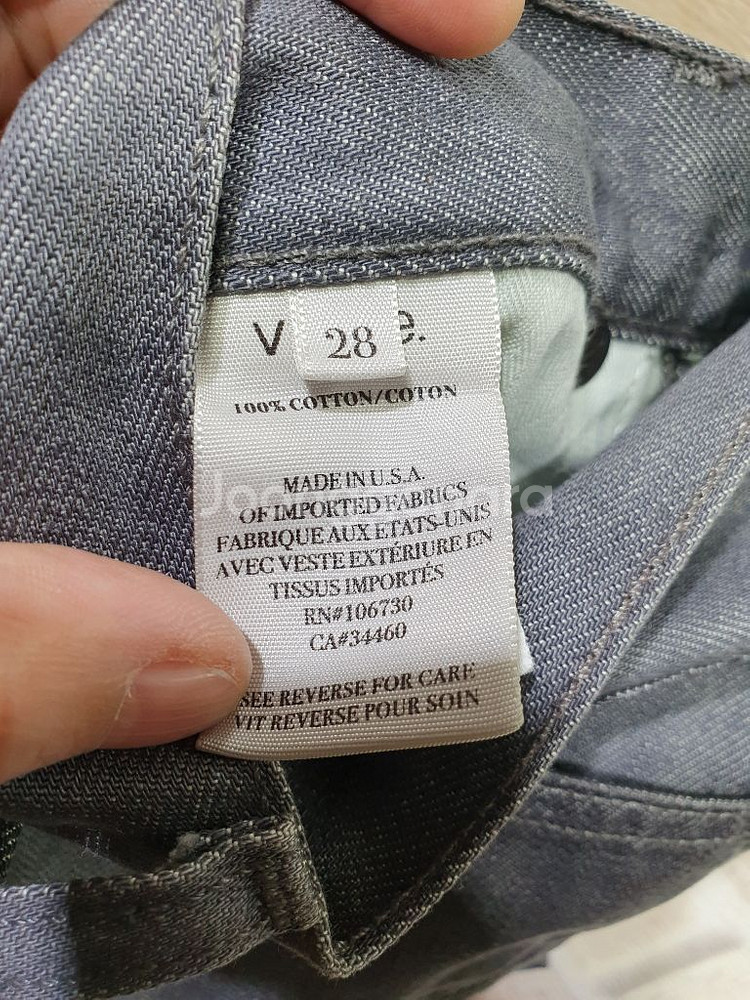 28
100% COTTON/COTON
MADE IN U.S.A.
OF IMPORTED FABRICS
FABRIQUE AUX ETATS-UNIS
AVEC VESTE EXTÉRIEURE EN
TISSUS IMPORTÉS
RN#106730
CA#34460
SEE REVERSE FOR CARE
VIT REVERSE POUR SOIN